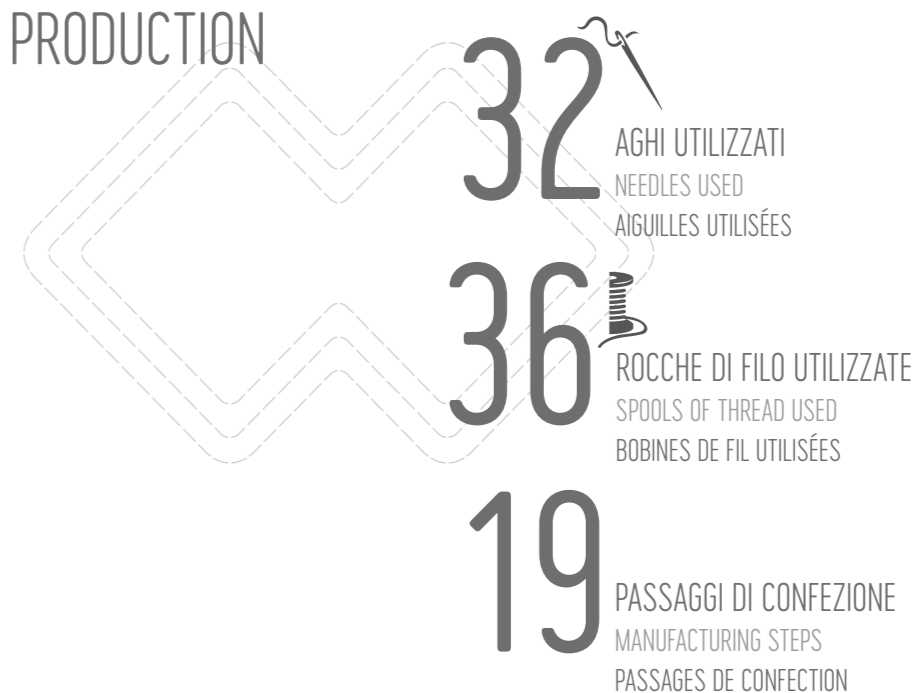 PRODUCTION
32
AGHI UTILIZZATI
NEEDLES USED
AIGUILLES UTILISÉES
36
ROCCHE DI FILO UTILIZZATE
SPOOLS OF THREAD USED
BOBINES DE FIL UTILISÉES
19
PASSAGGI DI CONFEZIONE
MANUFACTURING STEPS
PASSAGES DE CONFECTION